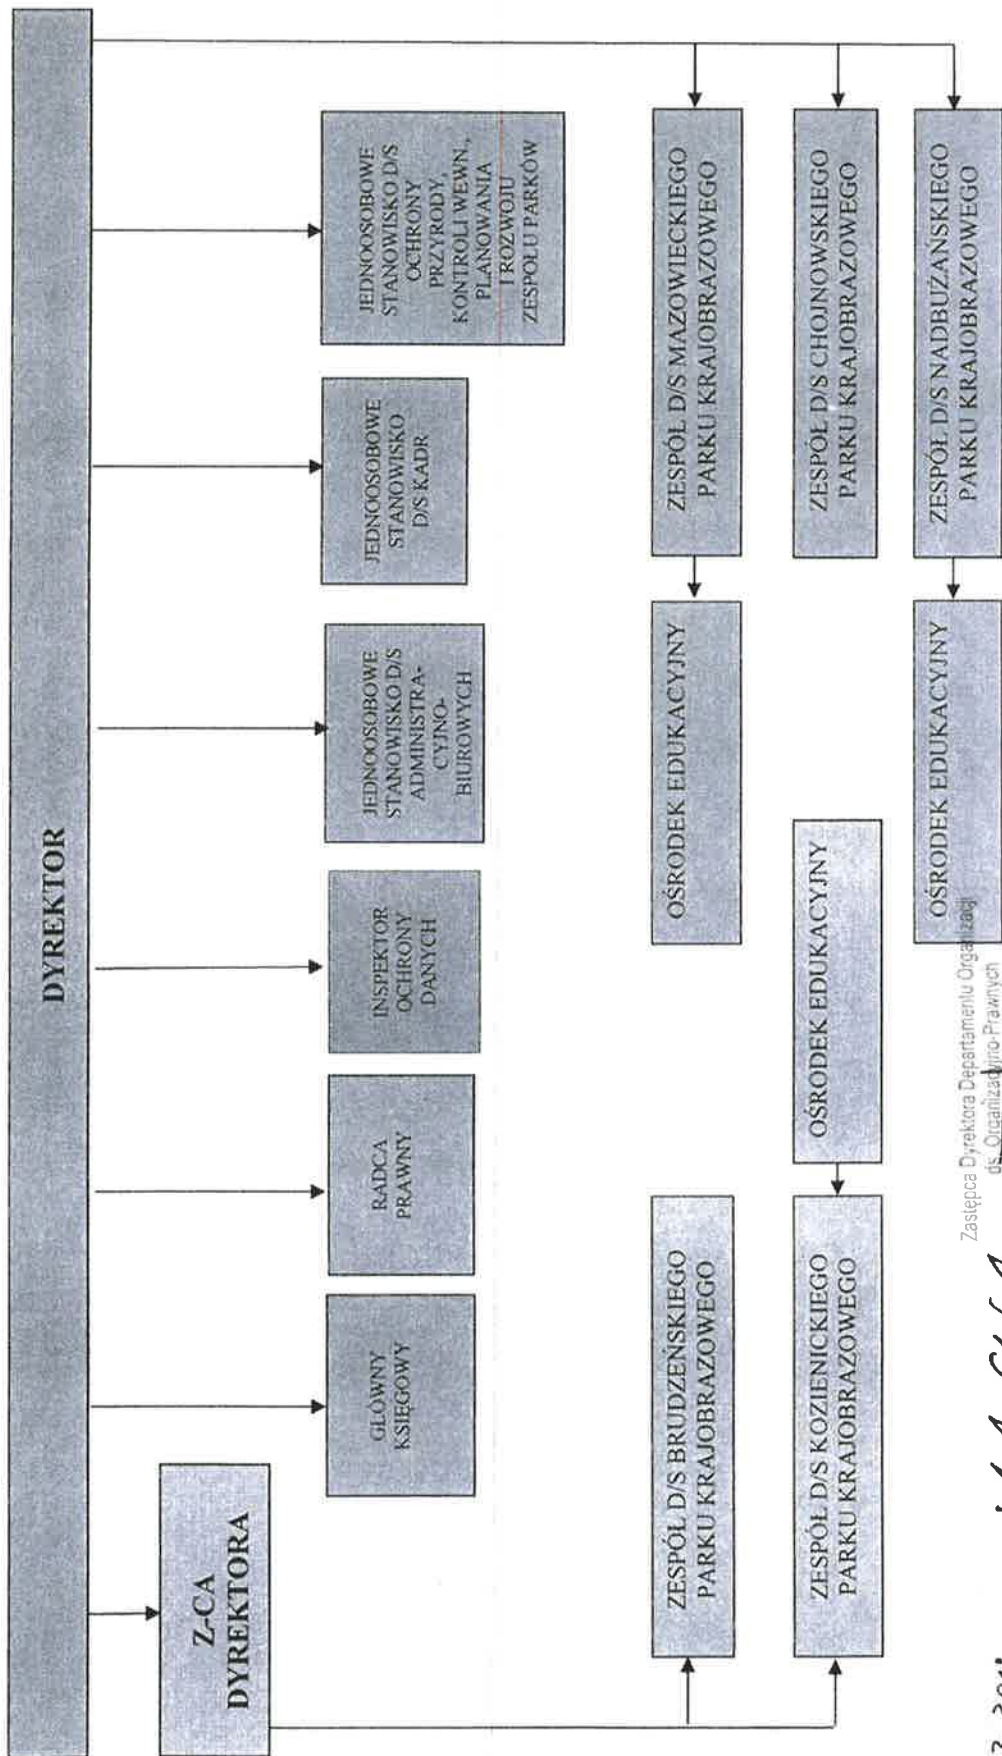 DYREKTOR
Z-CA
DYREKTORA
GŁÓWNY
KSIĘGOWY
RADCA
PRAWNY
INSPEKTOR
OCHRONY
DANYCH
JEDNOOSOBOWE
STANOWISKO D/S
ADMINISTRA-
CYJNO-
BIUROWYCH
JEDNOOSOBOWE
STANOWISKO
D/S KADR
JEDNOOSOBOWE
STANOWISKO D/S
OCHRONY
PRZYRODY,
KONTROLI WEWN.,
PLANOWANIA
I ROZWOJU
ZESPOŁU PARKÓW
ZESPÓŁ D/S BRUDZEŃSKIEGO
PARKU KRAJOBRAZOWEGO
OŚRODEK EDUKACYJNY
ZESPÓŁ D/S MAZOWIECKIEGO
PARKU KRAJOBRAZOWEGO
ZESPÓŁ D/S KOZIENICKIEGO
PARKU KRAJOBRAZOWEGO
OŚRODEK EDUKACYJNY
ZESPÓŁ D/S CHOJNOWSKIEGO
PARKU KRAJOBRAZOWEGO
OŚRODEK EDUKACYJNY
ZESPÓŁ D/S NADBUŻAŃSKIEGO
PARKU KRAJOBRAZOWEGO
Zastępca Dyrektora Departamentu Organizacji
ds. Organizacyjno-Prawnych